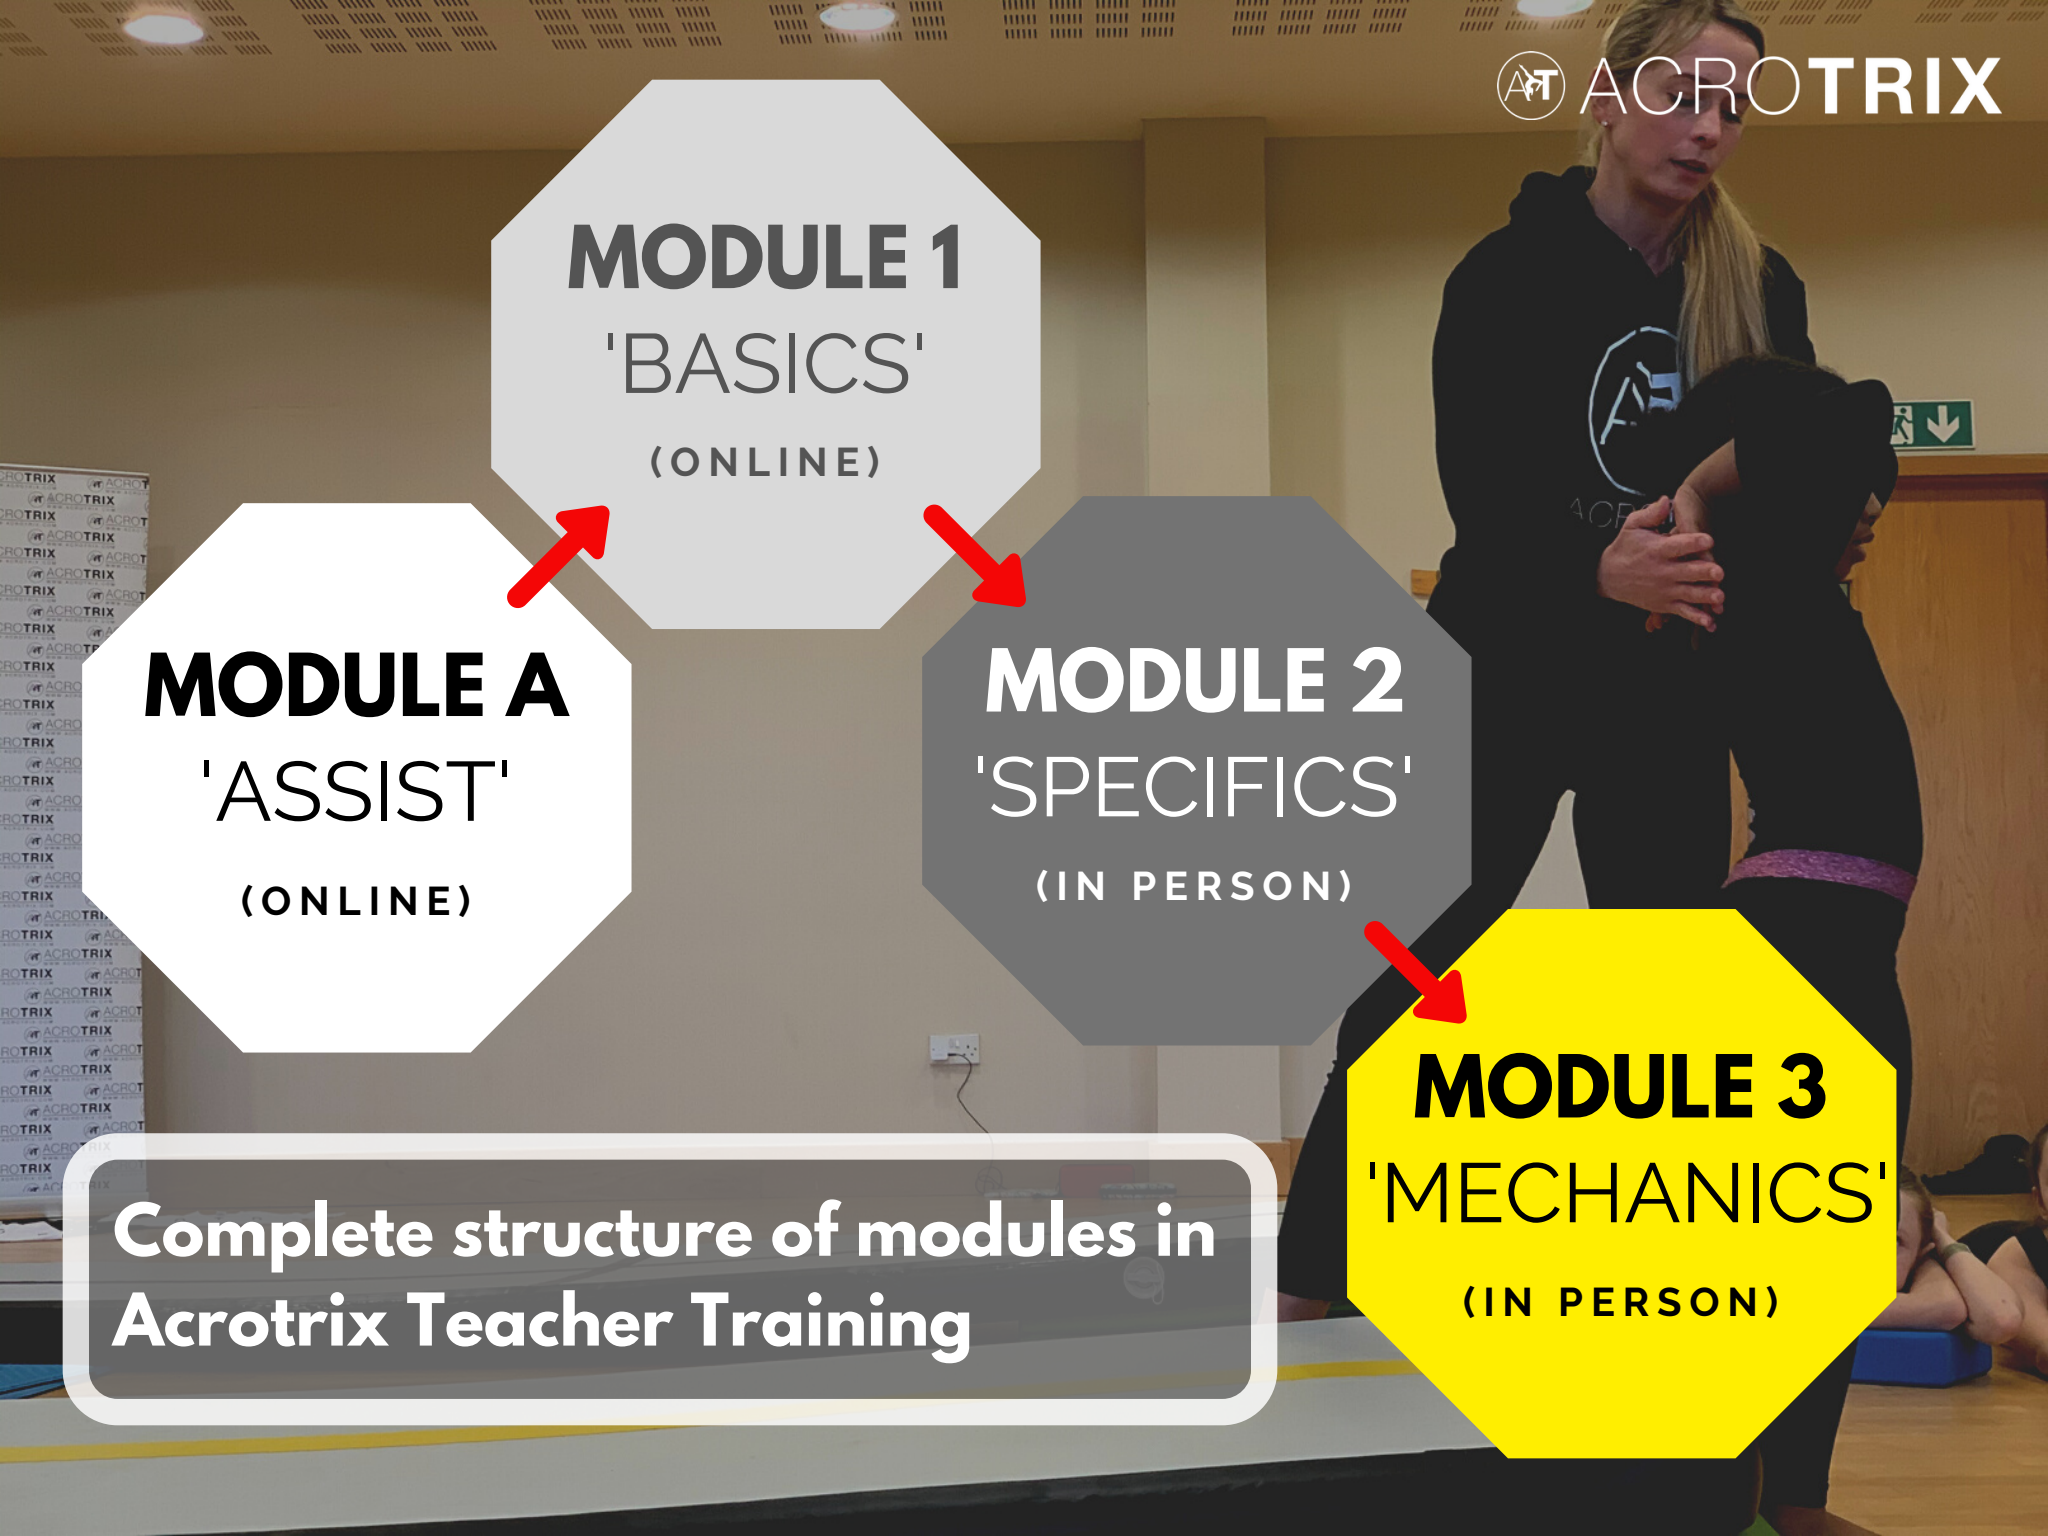 ACROTRIX
MODULE 1
'BASICS'
(ONLINE)
MODULE A
'ASSIST'
(ONLINE)
MODULE 2
'SPECIFICS'
(IN PERSON)
MODULE 3
'MECHANICS'
(IN PERSON)
Complete structure of modules in
Acrotrix Teacher Training